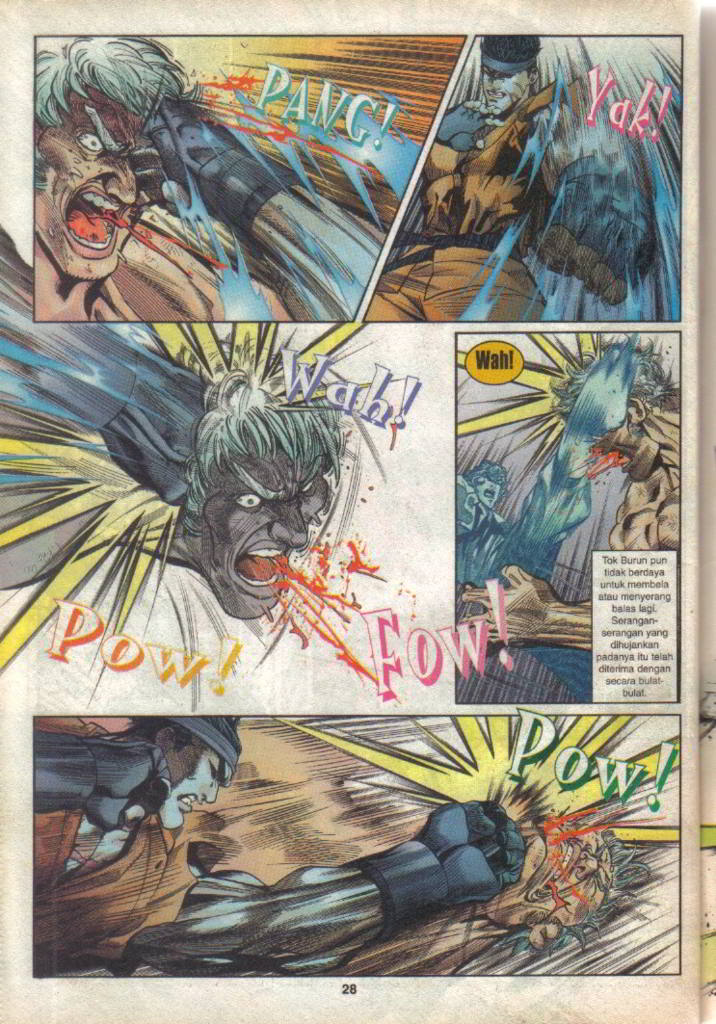 PANG!
Yak!
Wah!
Wah!
Pow!
Fow!
Tok Burun pun
tidak berdaya
untuk membela
atau menyerang
balas lagi.
Serangan-
serangan yang
dihujankan
padanya itu telah
diterima dengan
secara bulat-
bulat.
Pow!
28